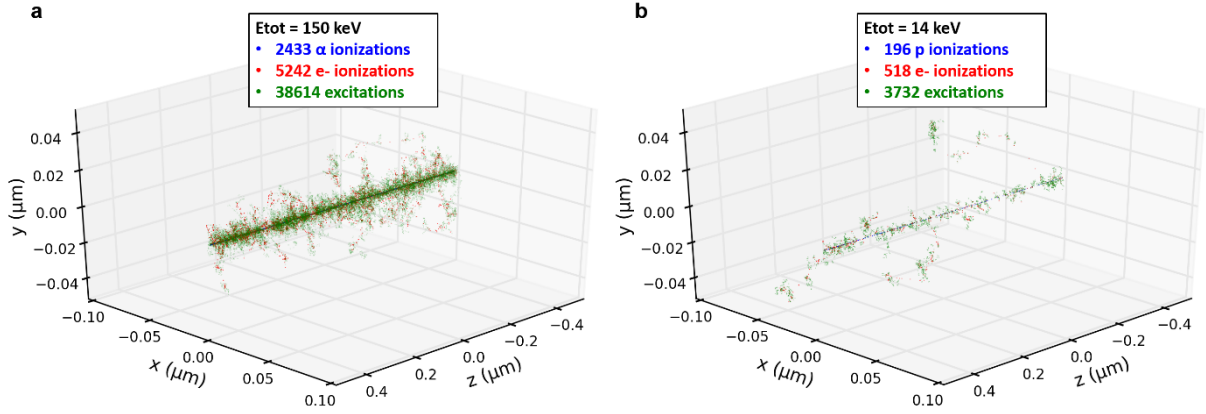 a
Etot = 150 keV
• 2433 α ionizations
• 5242 e- ionizations
• 38614 excitations
0.04
0.02
0.00
−0.02
−0.04
y (μm)
−0.10
−0.05
0.00
0.05
0.10
x (μm)
0.4
0.2
0.0
−0.2
−0.4
z (μm)
b
Etot = 14 keV
• 196 p ionizations
• 518 e- ionizations
• 3732 excitations
0.04
0.02
0.00
−0.02
−0.04
y (μm)
−0.10
−0.05
0.00
0.05
0.10
x (μm)
0.4
0.2
0.0
−0.2
−0.4
z (μm)